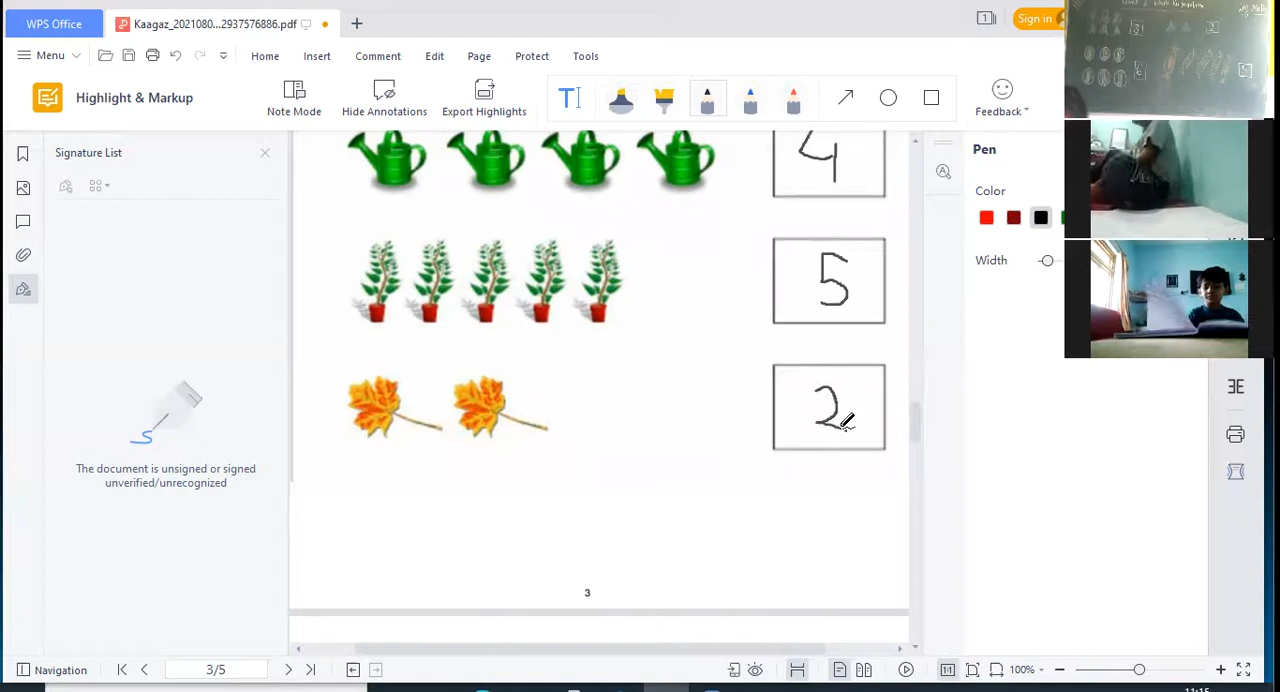 WPS Office
Kaagaz_2021080...2937576886.pdf
1
Sign in
Menu
Home
Insert
Comment
Edit
Page
Protect
Tools
Highlight & Markup
Note Mode
Hide Annotations
Export Highlights
Feedback
Signature List
Pen
Color
Width
4
5
2
The document is unsigned or signed
unverified/unrecognized
3
Navigation
3/5
100%